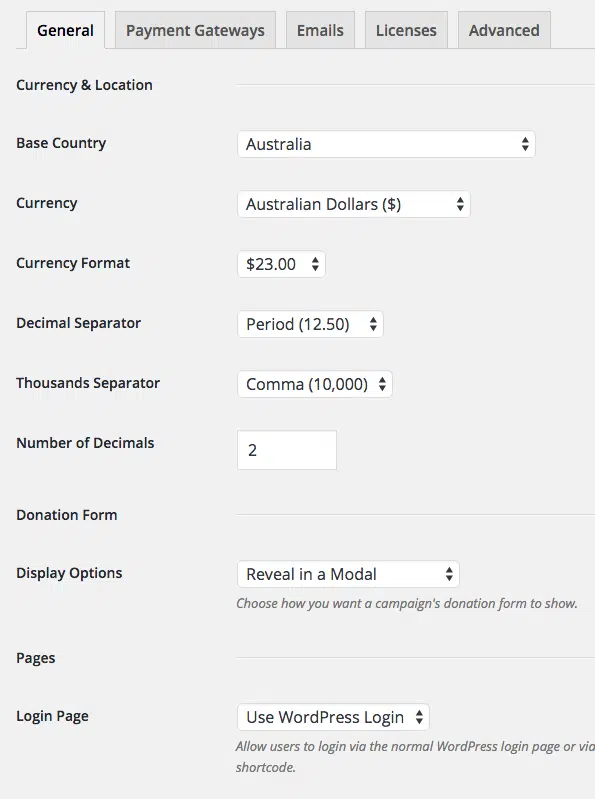 General Payment Gateways Emails Licenses Advanced
Currency & Location
Base Country Australia
Currency Australian Dollars ($)
Currency Format $23.00
Decimal Separator Period (12.50)
Thousands Separator Comma (10,000)
Number of Decimals 2
Donation Form
Display Options Reveal in a Modal
Choose how you want a campaign's donation form to show.
Pages
Login Page Use WordPress Login
Allow users to login via the normal WordPress login page or via
shortcode.